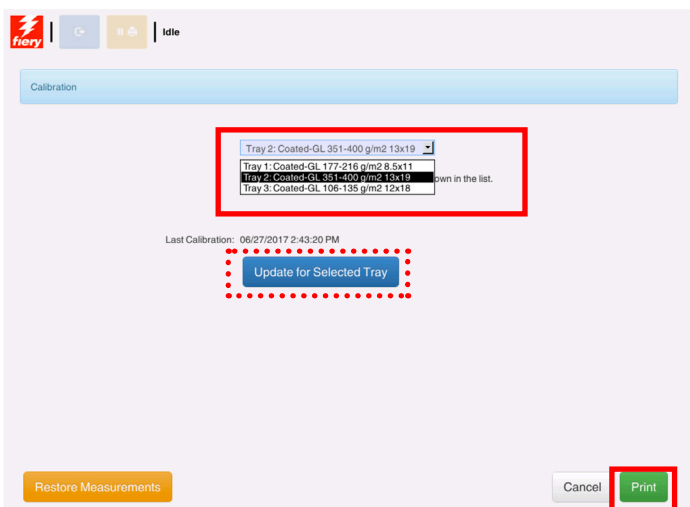 fiery
Idle
Calibration
Tray 2: Coated-GL 351-400 g/m2 13x19
Tray 1: Coated-GL 177-216 g/m2 8.5x11
Tray 2: Coated-GL 351-400 g/m2 13x19
own in the list.
Tray 3: Coated-GL 106-135 g/m2 12x18
Last Calibration: 06/27/2017 2:43:20 PM
Update for Selected Tray
Restore Measurements
Cancel
Print